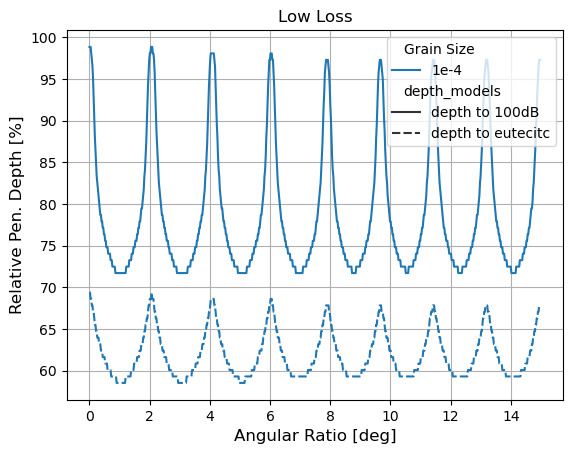 Low Loss
Relative Pen. Depth [%]
100
95
90
85
80
75
70
65
60
Grain Size
1e-4
depth_models
depth to 100dB
depth to eutecitc
0 2 4 6 8 10 12 14
Angular Ratio [deg]